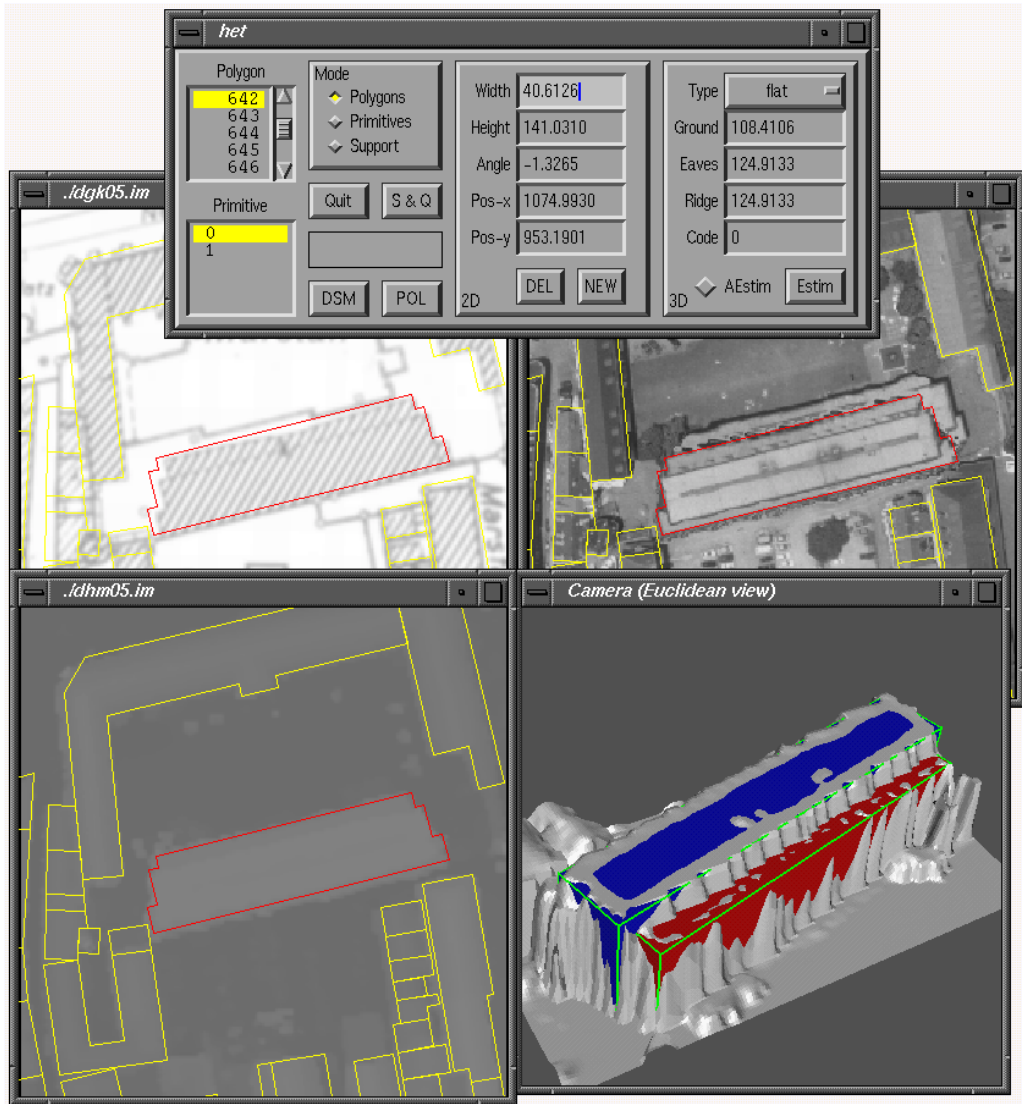 het
Polygon
642
643
644
645
646
Primitive
0
1
Mode
Polygons
Primitives
Support
Quit
S & Q
DSM
POL
Width 40.6126
Height 141.0310
Angle -1.3265
Pos-x 1074.9930
Pos-y 953.1901
2D
DEL
NEW
Type flat
Ground 108.4106
Eaves 124.9133
Ridge 124.9133
Code 0
3D
AEstim
Estim
./dgk05.im
./dhm05.im
Camera (Euclidean view)